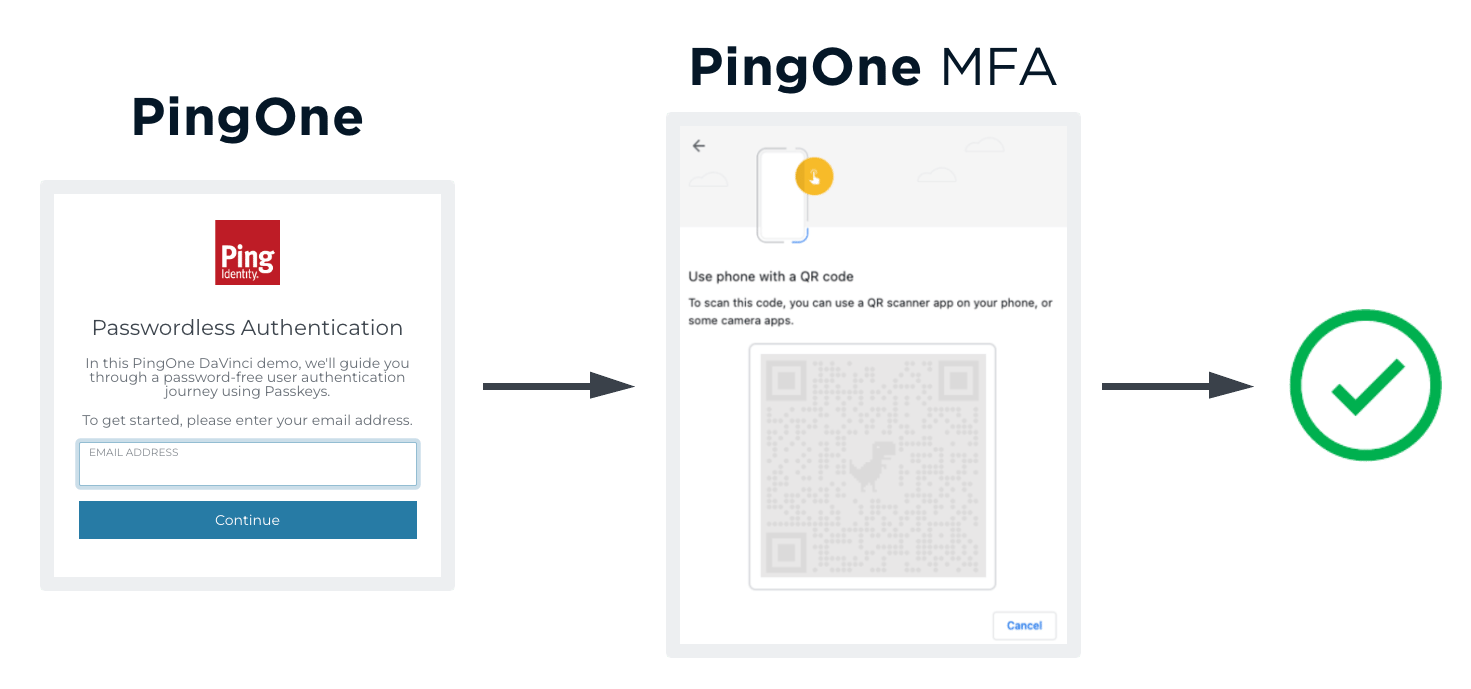 PingOne
Ping
Identity.
Passwordless Authentication
In this PingOne DaVinci demo, we'll guide you
through a password-free user authentication
journey using Passkeys.
To get started, please enter your email address.
EMAIL ADDRESS
Continue
PingOne MFA
Use phone with a QR code
To scan this code, you can use a QR scanner app on your phone, or
some camera apps.
Cancel